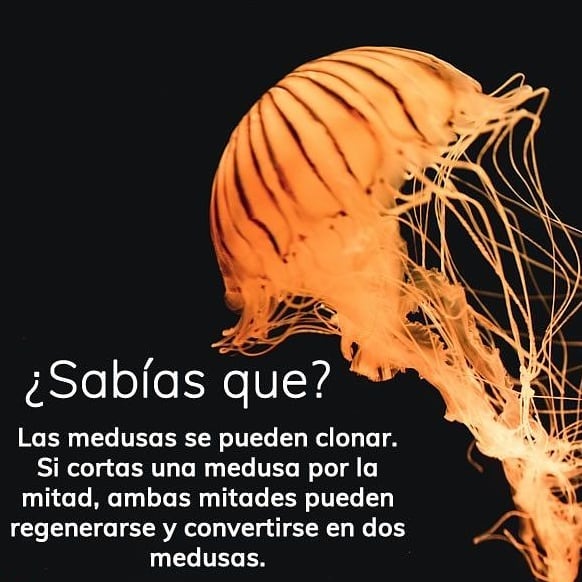 ¿Sabías que?
Las medusas se pueden clonar.
Si cortas una medusa por la
mitad, ambas mitades pueden
regenerarse y convertirse en dos
medusas.